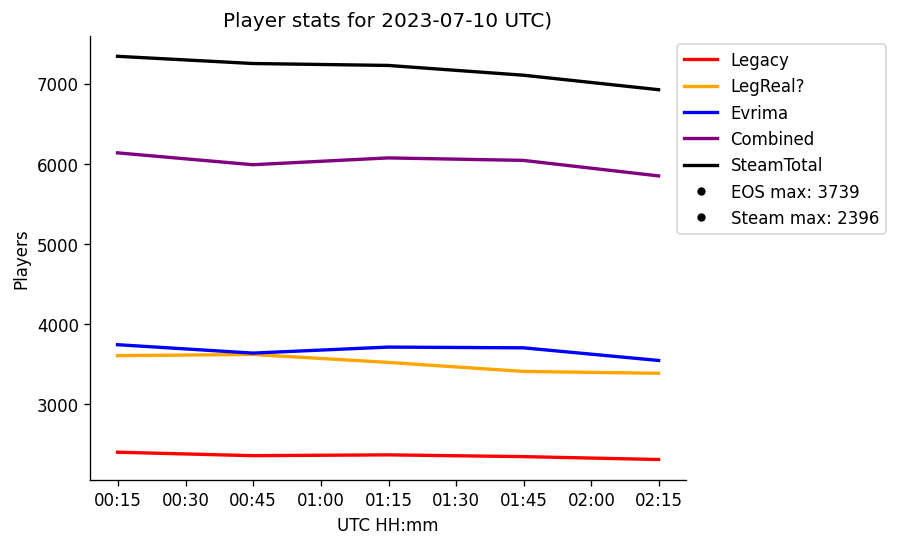 Player stats for 2023-07-10 UTC)
Legacy
LegReal?
Evrima
Combined
SteamTotal
EOS max: 3739
Steam max: 2396
7000
6000
5000
4000
3000
Players
00:15 00:30 00:45 01:00 01:15 01:30 01:45 02:00 02:15
UTC HH:mm